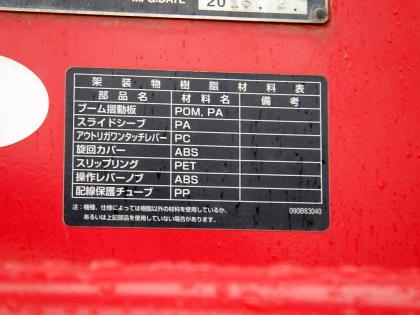 MFG.DATE 2016.2.
架装物樹脂材料表
部品名 材料名 備考
ブーム摺動板 POM, PA
スライドシーブ PA
アウトリガワンタッチレバー PC
旋回カバー ABS
スリップリング PET
操作レバーノブ ABS
配線保護チューブ PP
注:機種、仕様によっては樹脂以外の材料を使用しているか、
あるいは上記部品を使用していない場合があります。
090B83040